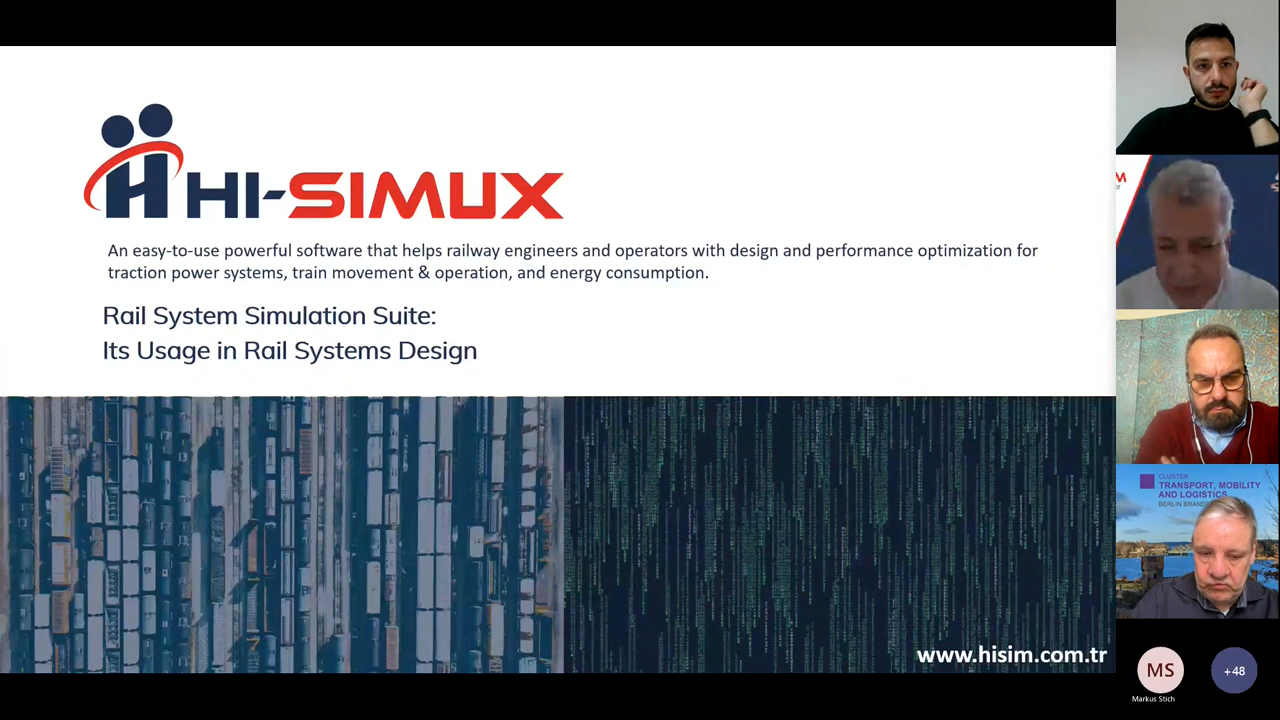 HI-SIMUX
An easy-to-use powerful software that helps railway engineers and operators with design and performance optimization for
traction power systems, train movement & operation, and energy consumption.
Rail System Simulation Suite:
Its Usage in Rail Systems Design
www.hisim.com.tr
CLUSTER
TRANSPORT, MOBILITY
AND LOGISTICS
BERLIN
MS
+48
Markus Stich